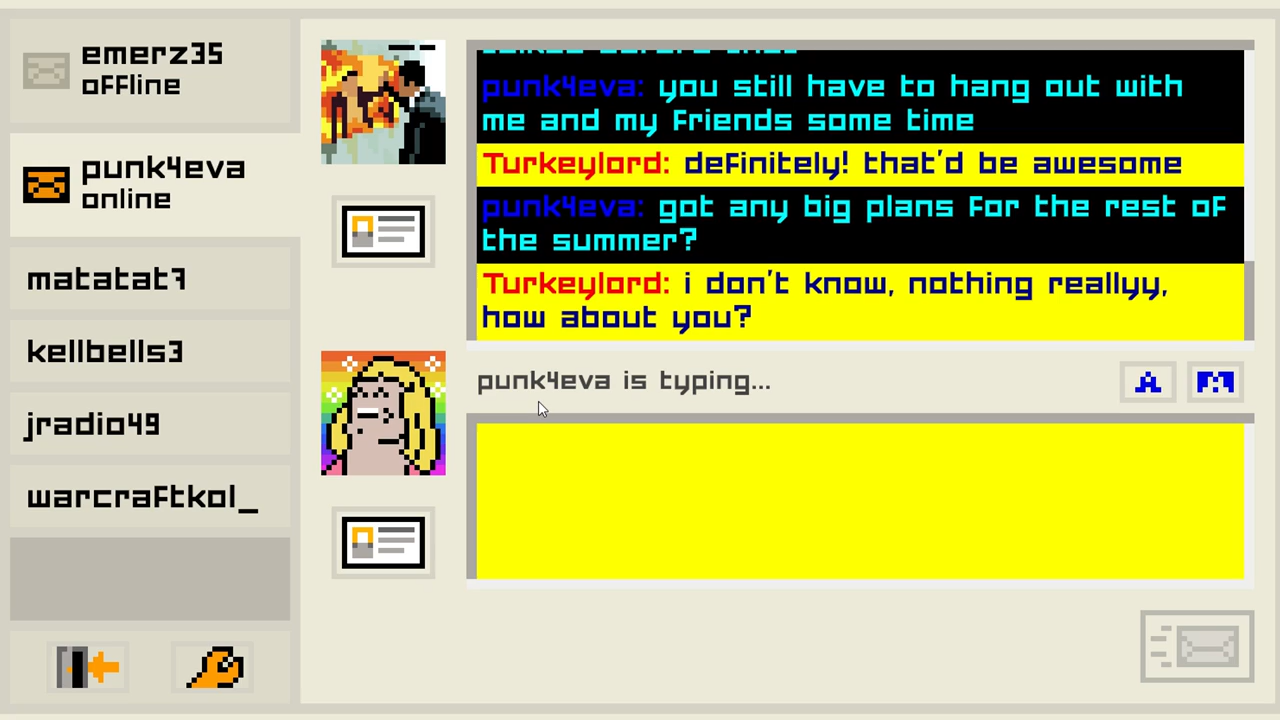 emerz35
offline
punk4eva
online
matatat7
kellbells3
jradio49
warcraftkol_
punk4eva: you still have to hang out with
me and my friends some time
Turkeylord: definitely! that'd be awesome
punk4eva: got any big plans for the rest of
the summer?
Turkeylord: i don't know, nothing reallyy,
how about you?
punk4eva is typing...
A